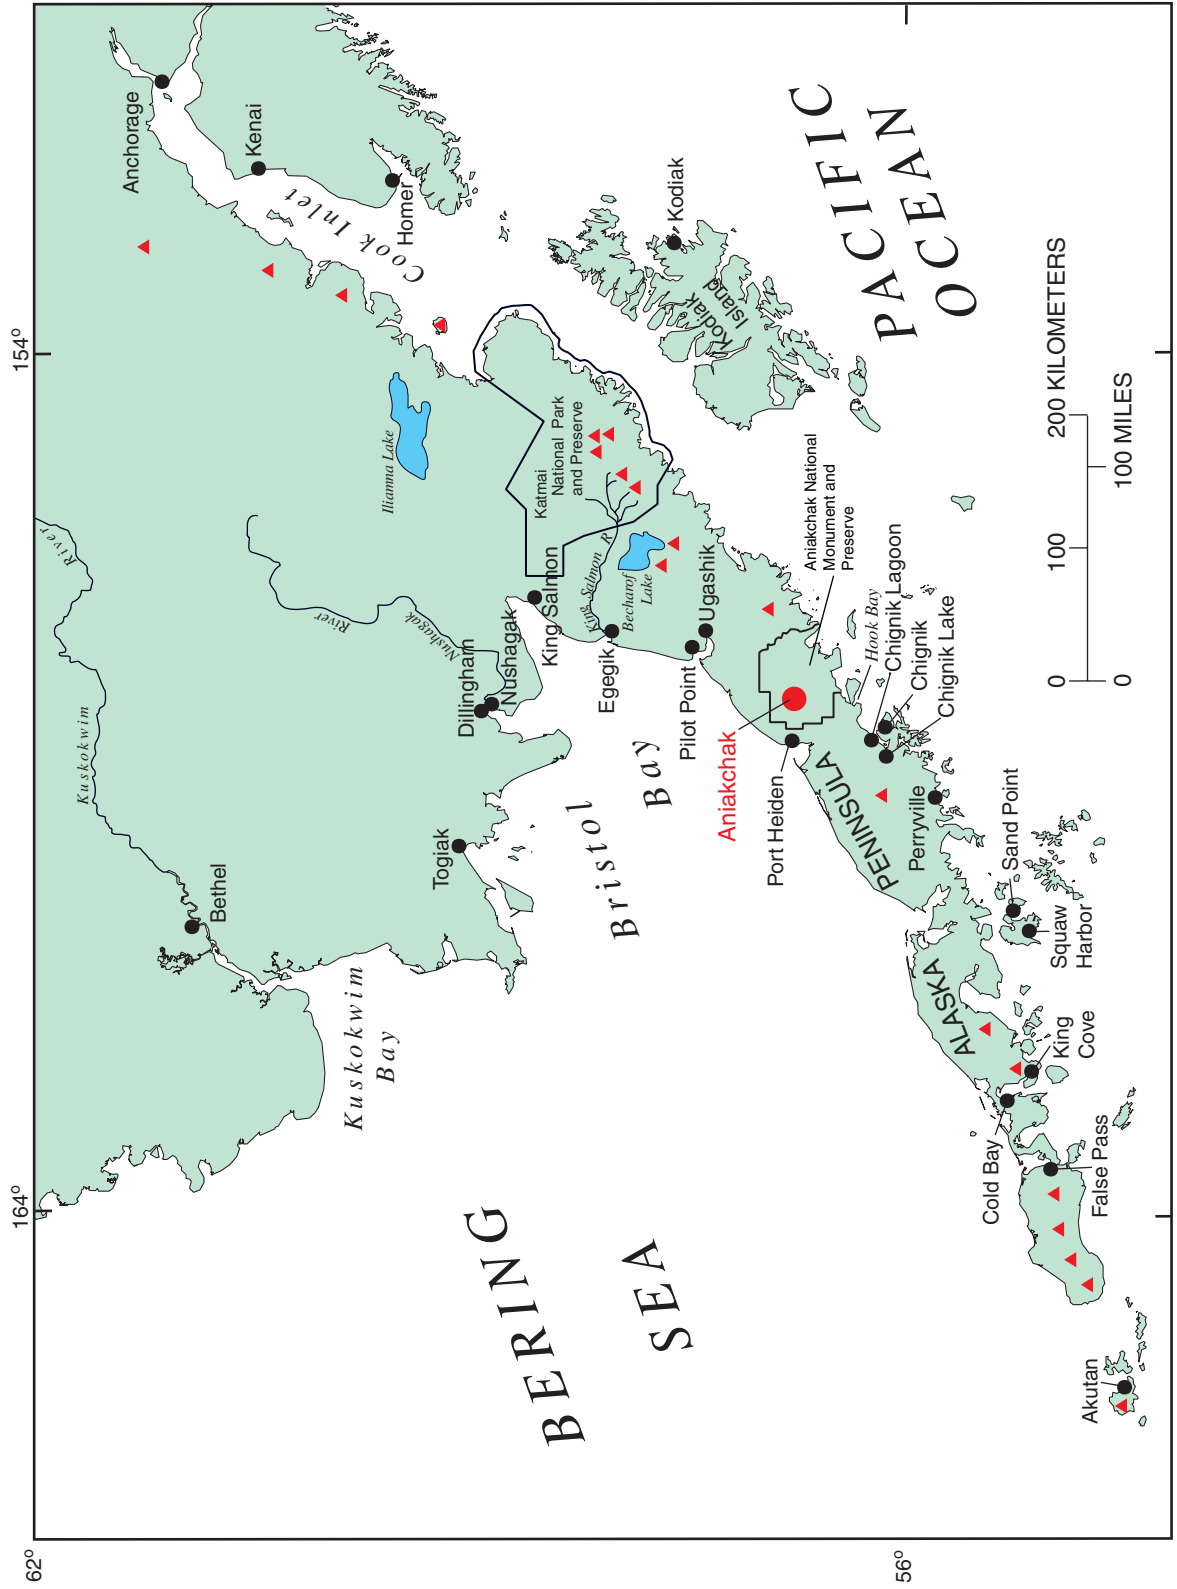 154°
164°
62°
56°
Anchorage
Kenai
Cook Inlet
Homer
Kodiak
Kodiak
Island
PACIFIC
OCEAN
Iliamna Lake
Katmai
National Park
and Preserve
River
Kuskokwim
River
Nushagak
Dillingham
Nushagak
King Salmon
King Salmon R
Becharof
Lake
Egegik
Ugashik
Pilot Point
Aniakchak National
Monument and
Preserve
Aniakchak
Port Heiden
Hook Bay
Chignik Lagoon
Chignik
Chignik Lake
Perryville
Togiak
Bethel
Bristol
Bay
Kuskokwim
Bay
ALASKA
PENINSULA
Sand Point
Squaw
Harbor
King
Cove
Cold Bay
False Pass
Akutan
BERING
SEA
0
100
200 KILOMETERS
0
100 MILES